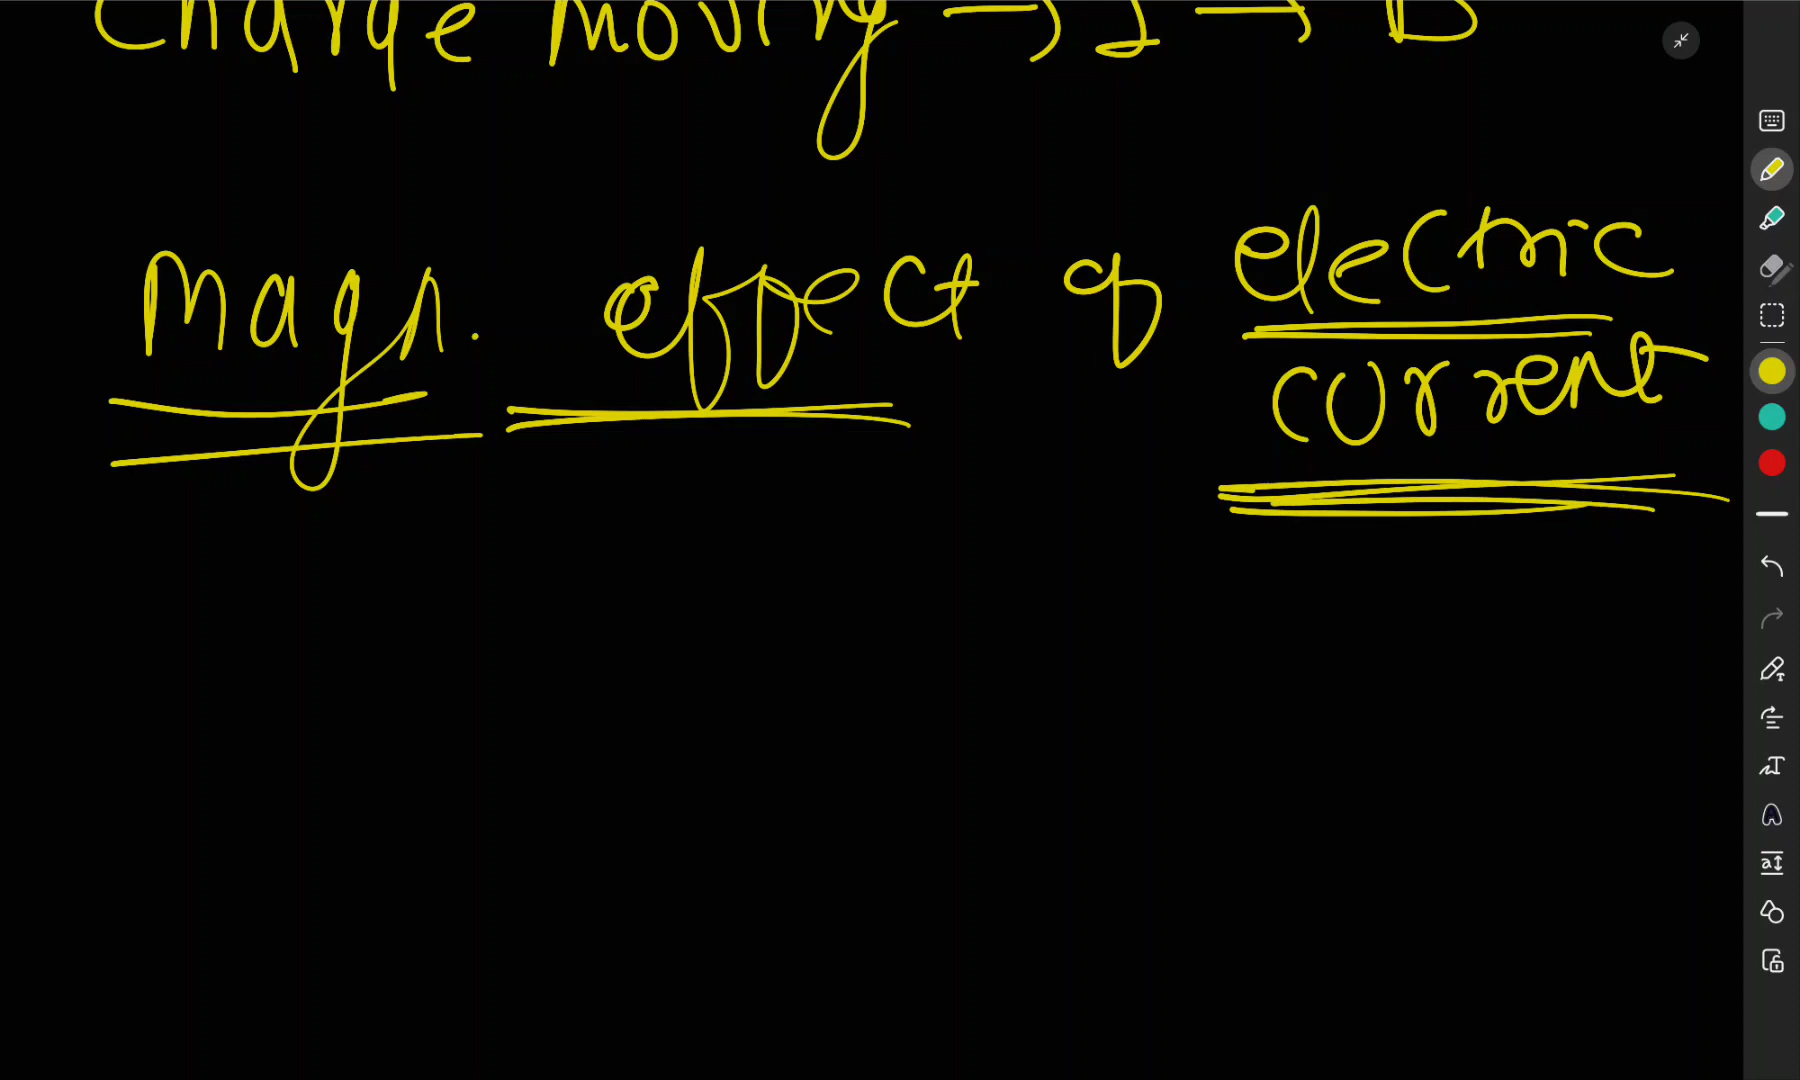 Charge moving → I → B
Magn. effect of electric
current